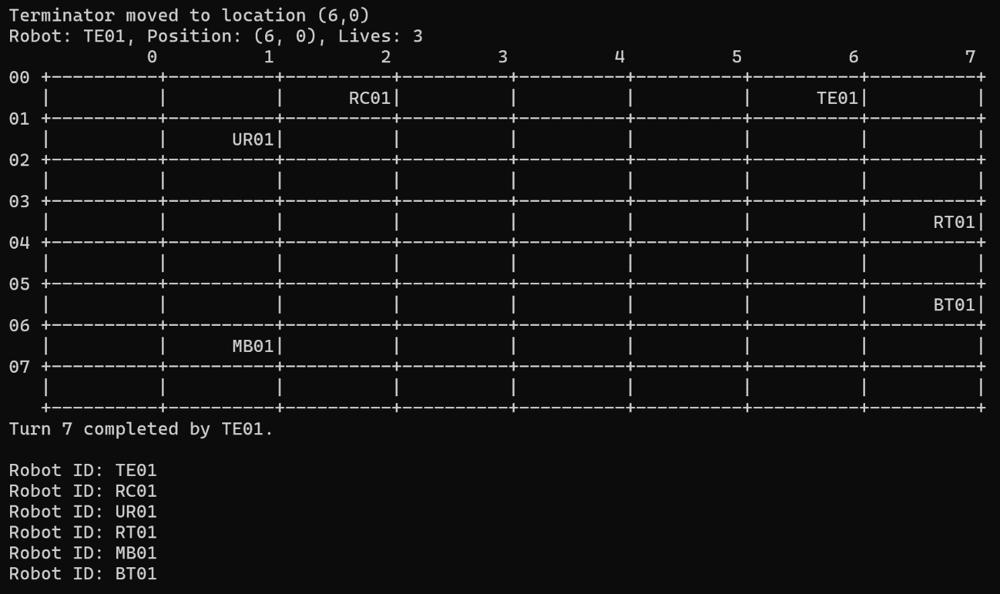 Terminator moved to location (6,0)
Robot: TE01, Position: (6, 0), Lives: 3
             0          1          2          3          4          5          6          7
00 +----------+----------+----------+----------+----------+----------+----------+----------+
   |          |          |      RC01|          |          |          |      TE01|          |
01 +----------+----------+----------+----------+----------+----------+----------+----------+
   |          |      UR01|          |          |          |          |          |          |
02 +----------+----------+----------+----------+----------+----------+----------+----------+
   |          |          |          |          |          |          |          |          |
03 +----------+----------+----------+----------+----------+----------+----------+----------+
   |          |          |          |          |          |          |          |      RT01|
04 +----------+----------+----------+----------+----------+----------+----------+----------+
   |          |          |          |          |          |          |          |          |
05 +----------+----------+----------+----------+----------+----------+----------+----------+
   |          |          |          |          |          |          |          |      BT01|
06 +----------+----------+----------+----------+----------+----------+----------+----------+
   |          |      MB01|          |          |          |          |          |          |
07 +----------+----------+----------+----------+----------+----------+----------+----------+
   |          |          |          |          |          |          |          |          |
   +----------+----------+----------+----------+----------+----------+----------+----------+
Turn 7 completed by TE01.

Robot ID: TE01
Robot ID: RC01
Robot ID: UR01
Robot ID: RT01
Robot ID: MB01
Robot ID: BT01